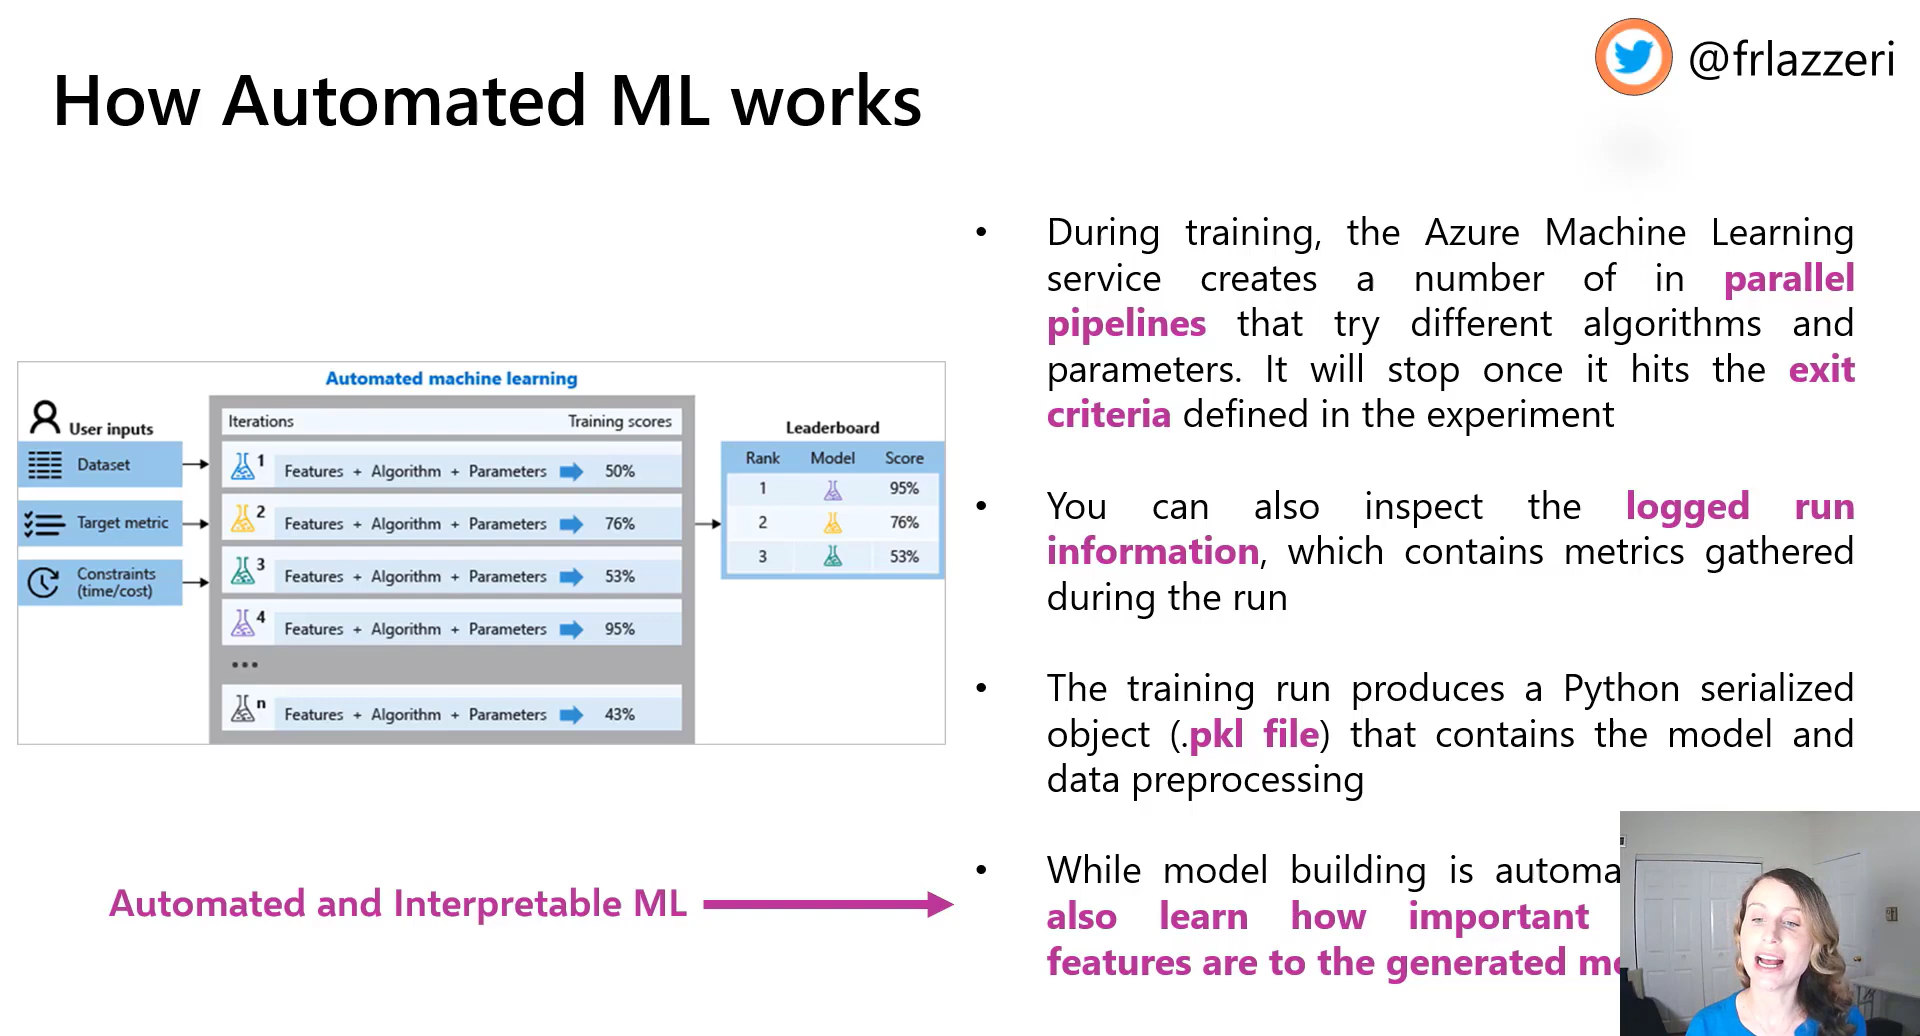 How Automated ML works
@frlazzeri
Automated machine learning
User inputs
Dataset
Target metric
Constraints
(time/cost)
Iterations Training scores
1 Features + Algorithm + Parameters 50%
2 Features + Algorithm + Parameters 76%
3 Features + Algorithm + Parameters 53%
4 Features + Algorithm + Parameters 95%
•••
n Features + Algorithm + Parameters 43%
Leaderboard
Rank Model Score
1 95%
2 76%
3 53%
Automated and Interpretable ML
• During training, the Azure Machine Learning
service creates a number of in parallel
pipelines that try different algorithms and
parameters. It will stop once it hits the exit
criteria defined in the experiment
• You can also inspect the logged run
information, which contains metrics gathered
during the run
• The training run produces a Python serialized
object (.pkl file) that contains the model and
data preprocessing
• While model building is
also learn how important
features are to the generated